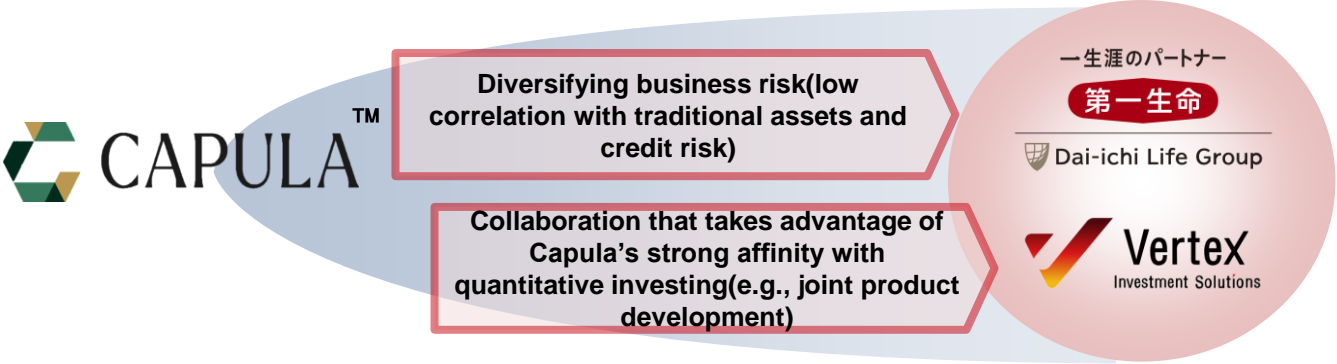 CAPULA
TM
Diversifying business risk(low
correlation with traditional assets and
credit risk)
Collaboration that takes advantage of
Capula’s strong affinity with
quantitative investing(e.g., joint product
development)
一生涯のパートナー
第一生命
Dai-ichi Life Group
Vertex
Investment Solutions